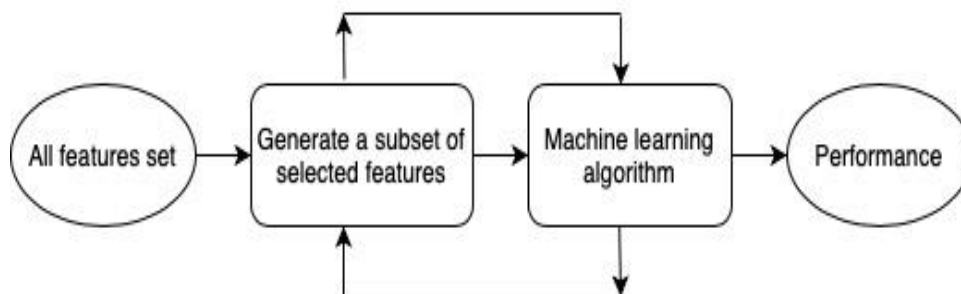 All features set
Generate a subset of
selected features
Machine learning
algorithm
Performance